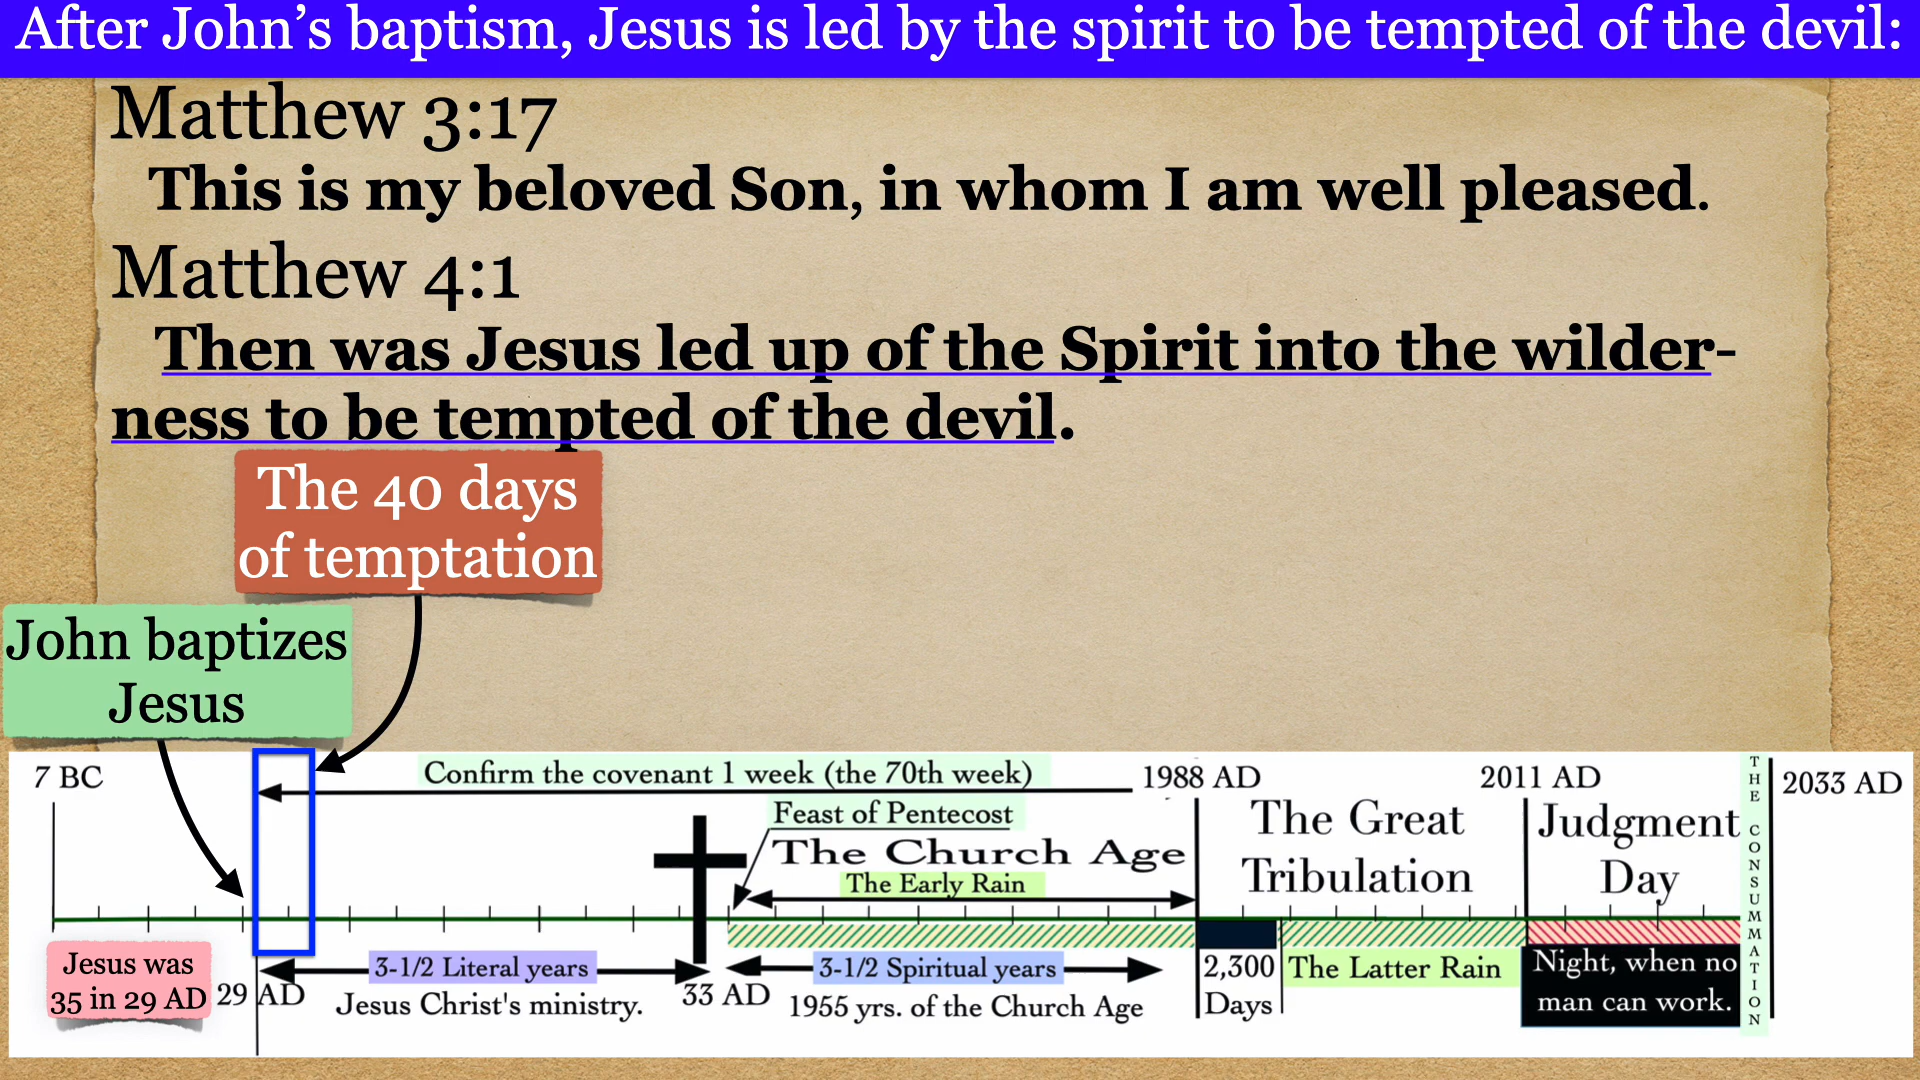 After John’s baptism, Jesus is led by the spirit to be tempted of the devil:
Matthew 3:17
This is my beloved Son, in whom I am well pleased.
Matthew 4:1
Then was Jesus led up of the Spirit into the wilder-
ness to be tempted of the devil.
The 40 days
of temptation
John baptizes
Jesus
7 BC
Confirm the covenant 1 week (the 70th week)
1988 AD
2011 AD
2033 AD
Feast of Pentecost
The Church Age
The Early Rain
The Great
Tribulation
Judgment
Day
THE CONSUMMATION
Jesus was
35 in 29 AD
29 AD
3-1/2 Literal years
Jesus Christ's ministry.
33 AD
3-1/2 Spiritual years
1955 yrs. of the Church Age
2,300
Days
The Latter Rain
Night, when no
man can work.